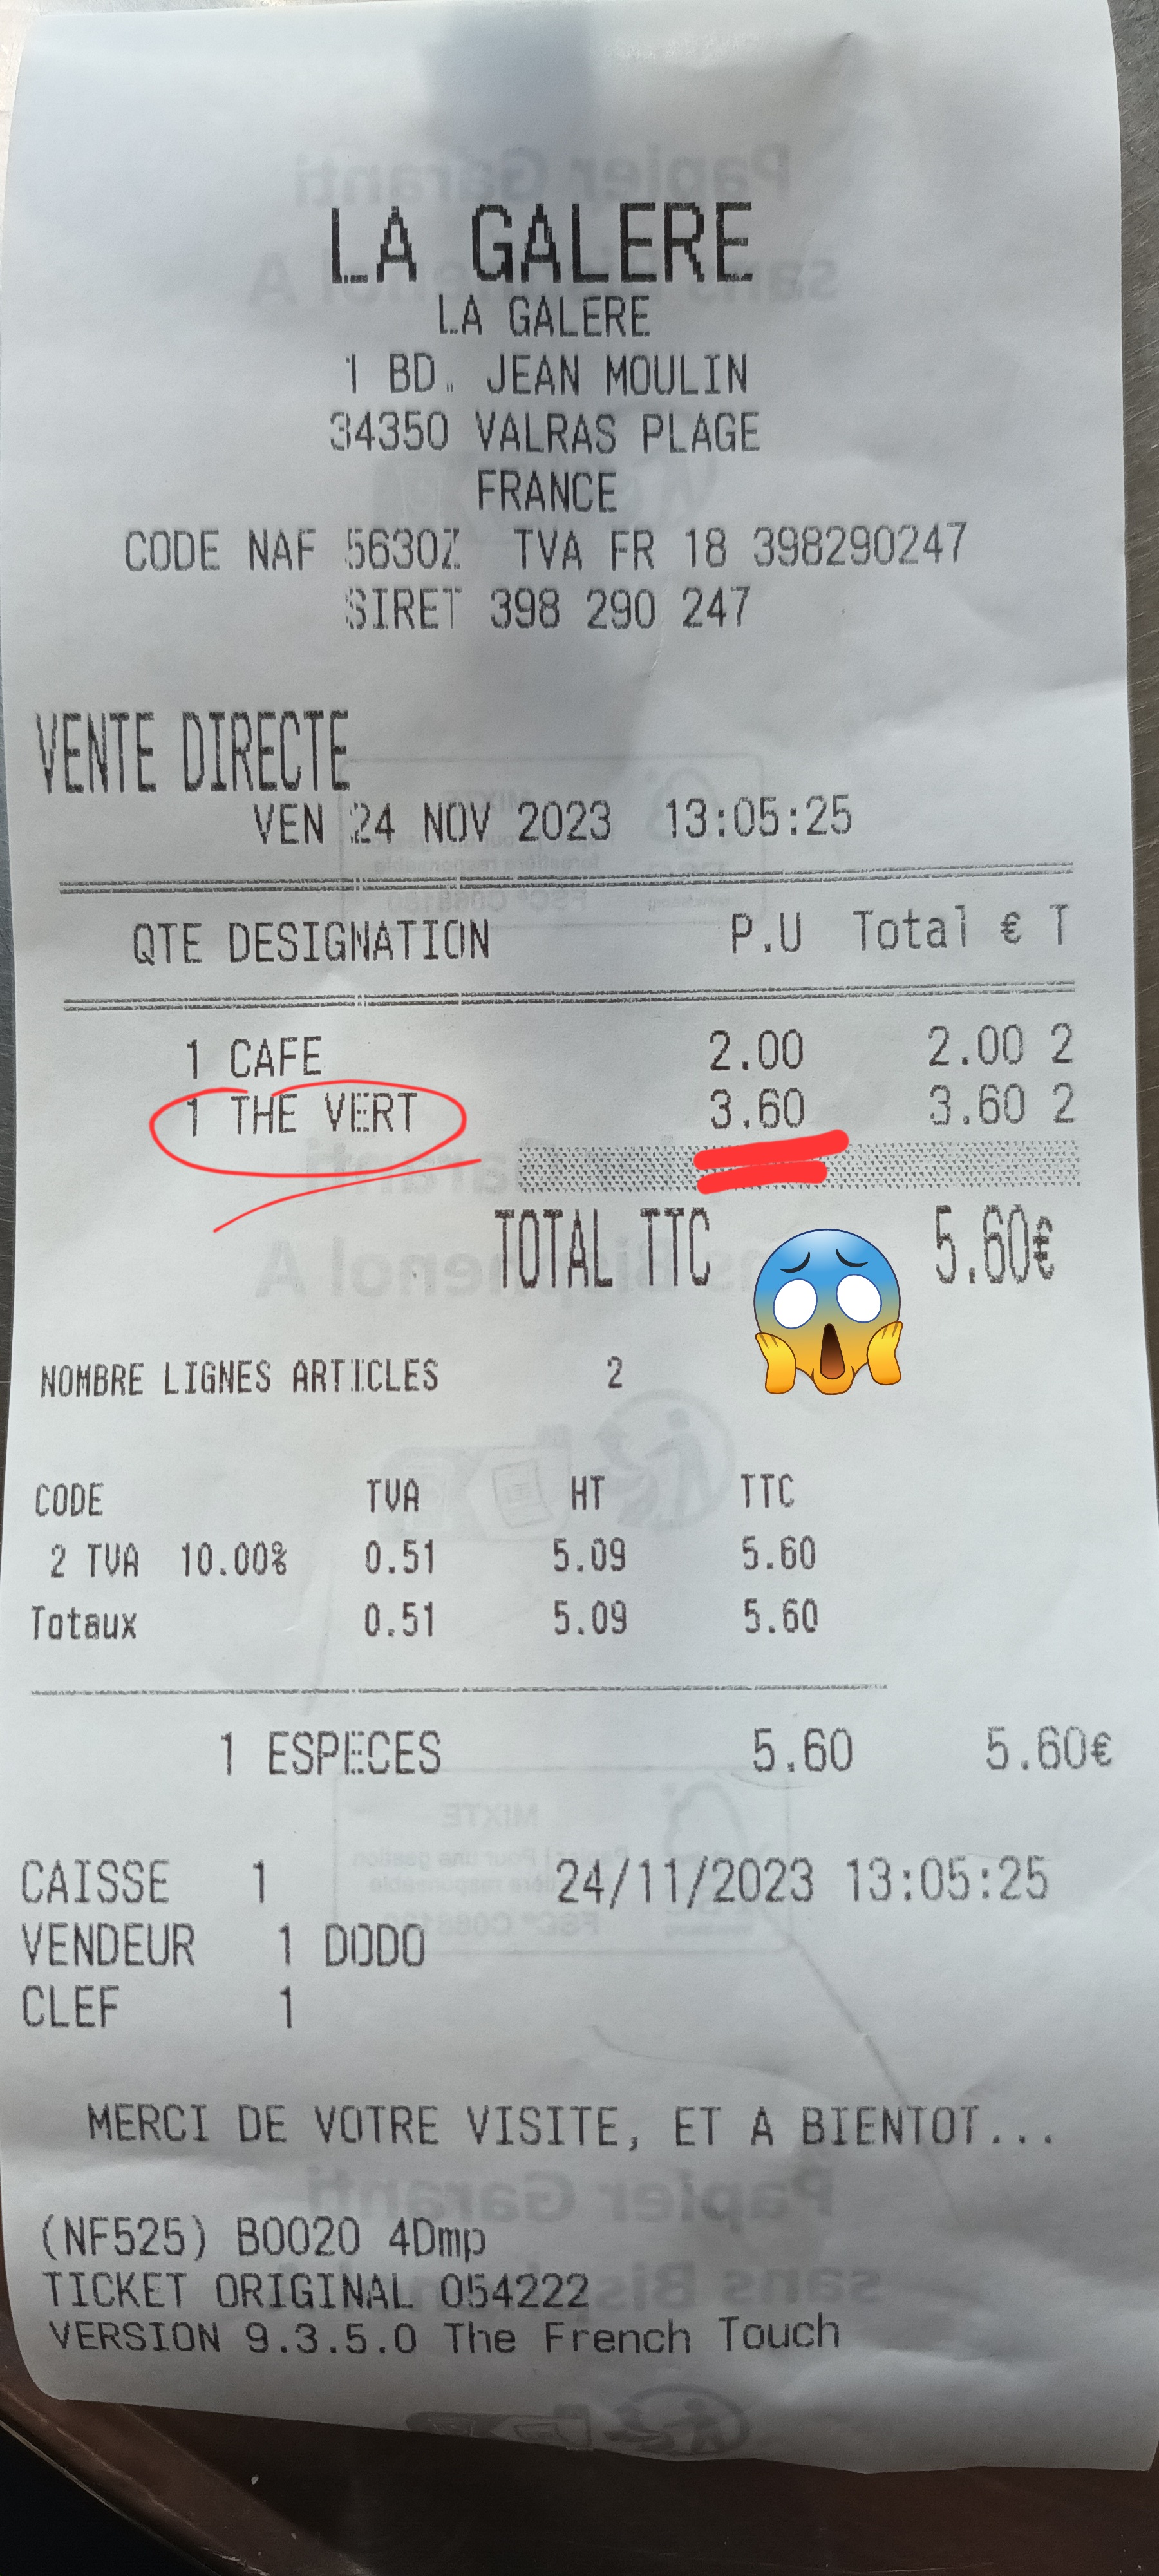 LA GALERE
LA GALERE
1 BD. JEAN MOULIN
34350 VALRAS PLAGE
FRANCE
CODE NAF 5630Z TVA FR 18 398290247
SIRET 398 290 247
VENTE DIRECTE
VEN 24 NOV 2023 13:05:25
QTE DESIGNATION P.U Total € T
1 CAFE 2.00 2.00 2
1 THE VERT 3.60 3.60 2
TOTAL TTC 5.60€
NOMBRE LIGNES ARTICLES 2
CODE TVA HT TTC
2 TVA 10.00% 0.51 5.09 5.60
Totaux 0.51 5.09 5.60
1 ESPECES 5.60 5.60€
CAISSE 1 24/11/2023 13:05:25
VENDEUR 1 DODO
CLEF 1
MERCI DE VOTRE VISITE, ET A BIENTOT...
(NF525) B0020 4Dmp
TICKET ORIGINAL 054222
VERSION 9.3.5.0 The French Touch